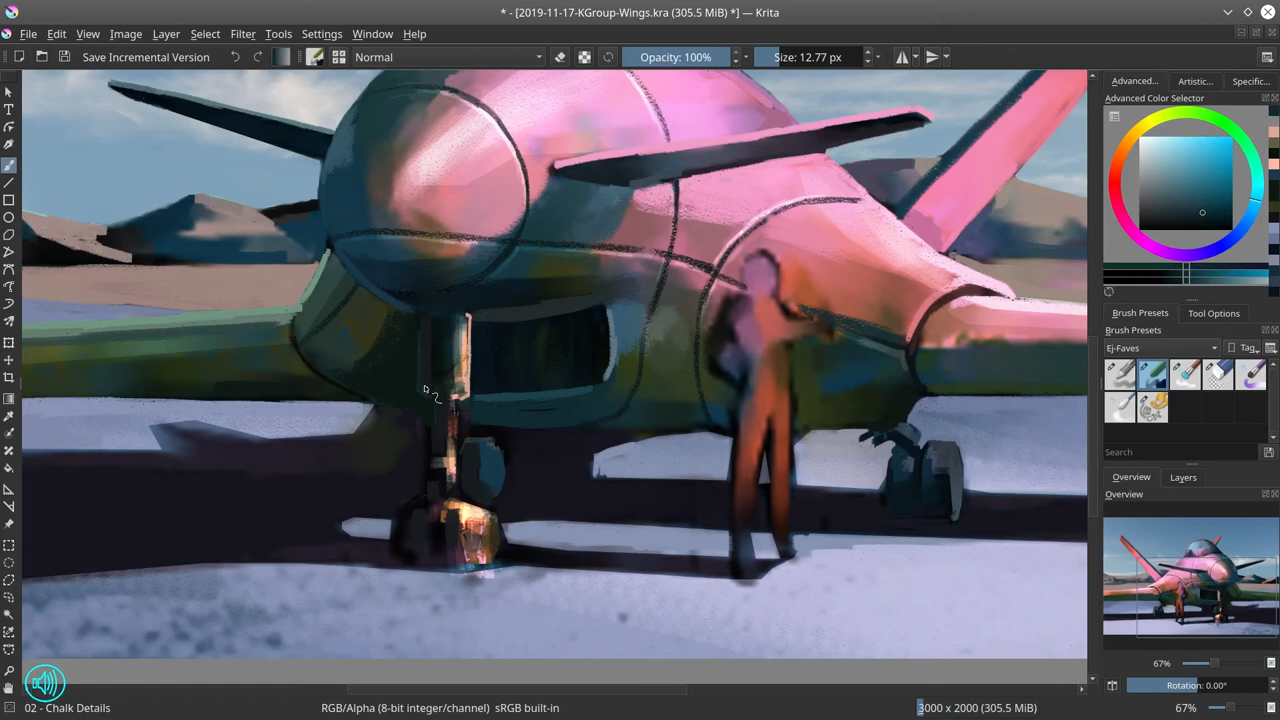 * - [2019-11-17-KGroup-Wings.kra (305.5 MiB) *] — Krita
File Edit View Image Layer Select Filter Tools Settings Window Help
Save Incremental Version Normal Opacity: 100% Size: 12.77 px
Advanced... Artistic... Specific...
Advanced Color Selector
Brush Presets Tool Options
Brush Presets
Ej-Faves Tag
Search
Overview Layers
Overview
67%
Rotation: 0.00°
02 - Chalk Details RGB/Alpha (8-bit integer/channel) sRGB built-in 3000 x 2000 (305.5 MiB) 67%